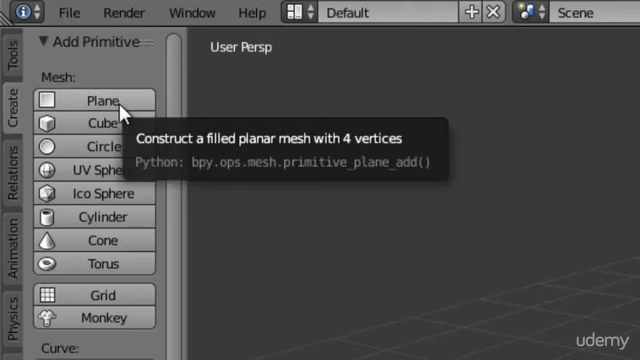 File Render Window Help Default Scene
Add Primitive
User Persp
Tools
Mesh:
Create
Plane
Cube
Construct a filled planar mesh with 4 vertices
Circle
Python: bpy.ops.mesh.primitive_plane_add()
Relations
UV Sphe
Ico Sphere
Cylinder
Animation
Cone
Torus
Physics
Grid
Monkey
Curve:
udemy